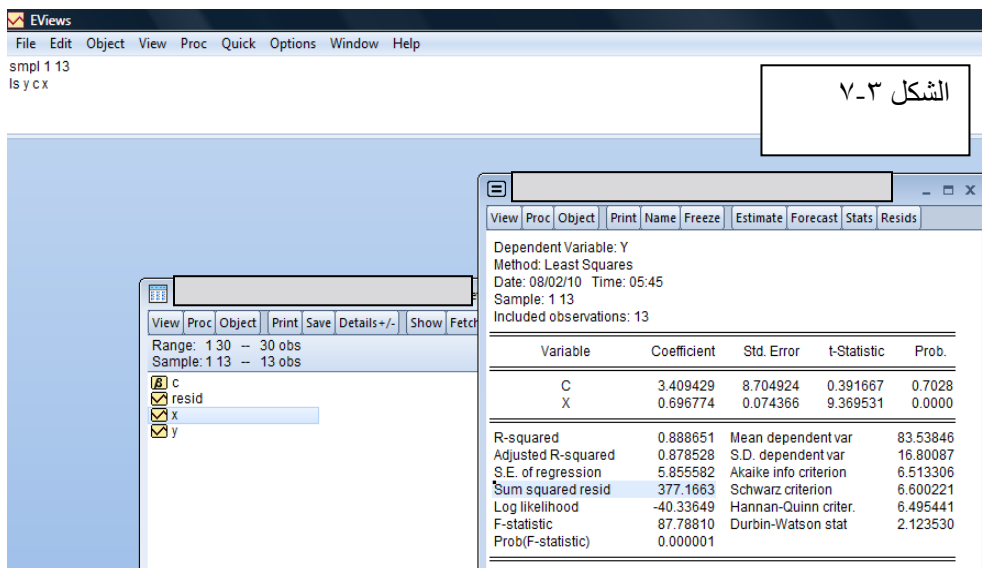 EViews
File Edit Object View Proc Quick Options Window Help
smpl 1 13
ls y c x
الشكل ٣-٧
View Proc Object Print Name Freeze Estimate Forecast Stats Resids
Dependent Variable: Y
Method: Least Squares
Date: 08/02/10 Time: 05:45
Sample: 1 13
Included observations: 13
Variable Coefficient Std. Error t-Statistic Prob.
C 3.409429 8.704924 0.391667 0.7028
X 0.696774 0.074366 9.369531 0.0000
R-squared 0.888651 Mean dependent var 83.53846
Adjusted R-squared 0.878528 S.D. dependent var 16.80087
S.E. of regression 5.855582 Akaike info criterion 6.513306
Sum squared resid 377.1663 Schwarz criterion 6.600221
Log likelihood -40.33649 Hannan-Quinn criter. 6.495441
F-statistic 87.78810 Durbin-Watson stat 2.123530
Prob(F-statistic) 0.000001
View Proc Object Print Save Details+/- Show Fetch
Range: 1 30 -- 30 obs
Sample: 1 13 -- 13 obs
β c
resid
x
y